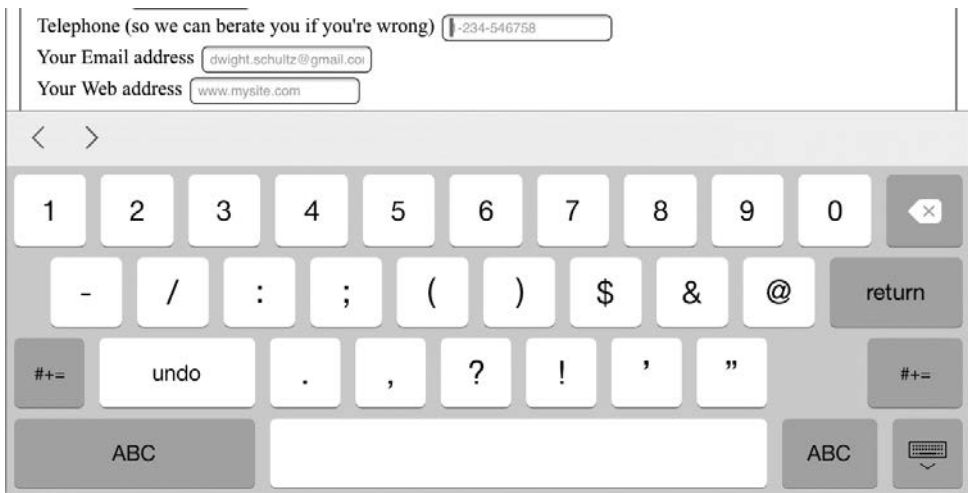 Telephone (so we can berate you if you're wrong) 1-234-546758
Your Email address dwight.schultz@gmail.co
Your Web address www.mysite.com
1 2 3 4 5 6 7 8 9 0
- / : ; ( ) $ & @ return
#+= undo . , ? ! ' " #+=
ABC ABC